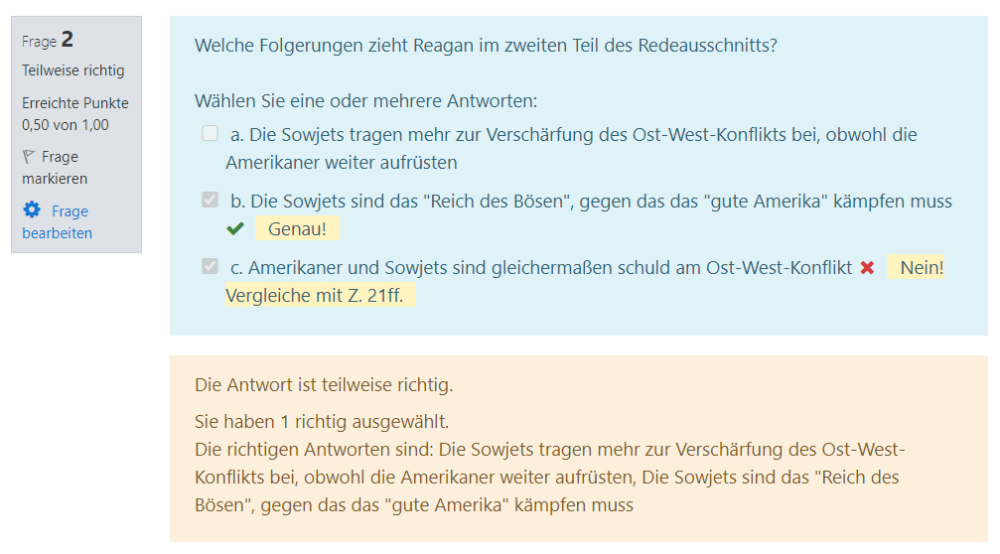 Frage 2
Teilweise richtig
Erreichte Punkte
0,50 von 1,00
Frage
markieren
Frage
bearbeiten
Welche Folgerungen zieht Reagan im zweiten Teil des Redeausschnitts?
Wählen Sie eine oder mehrere Antworten:
a. Die Sowjets tragen mehr zur Verschärfung des Ost-West-Konflikts bei, obwohl die
Amerikaner weiter aufrüsten
b. Die Sowjets sind das "Reich des Bösen", gegen das das "gute Amerika" kämpfen muss
Genau!
c. Amerikaner und Sowjets sind gleichermaßen schuld am Ost-West-Konflikt Nein!
Vergleiche mit Z. 21ff.
Die Antwort ist teilweise richtig.
Sie haben 1 richtig ausgewählt.
Die richtigen Antworten sind: Die Sowjets tragen mehr zur Verschärfung des Ost-West-
Konflikts bei, obwohl die Amerikaner weiter aufrüsten, Die Sowjets sind das "Reich des
Bösen", gegen das das "gute Amerika" kämpfen muss